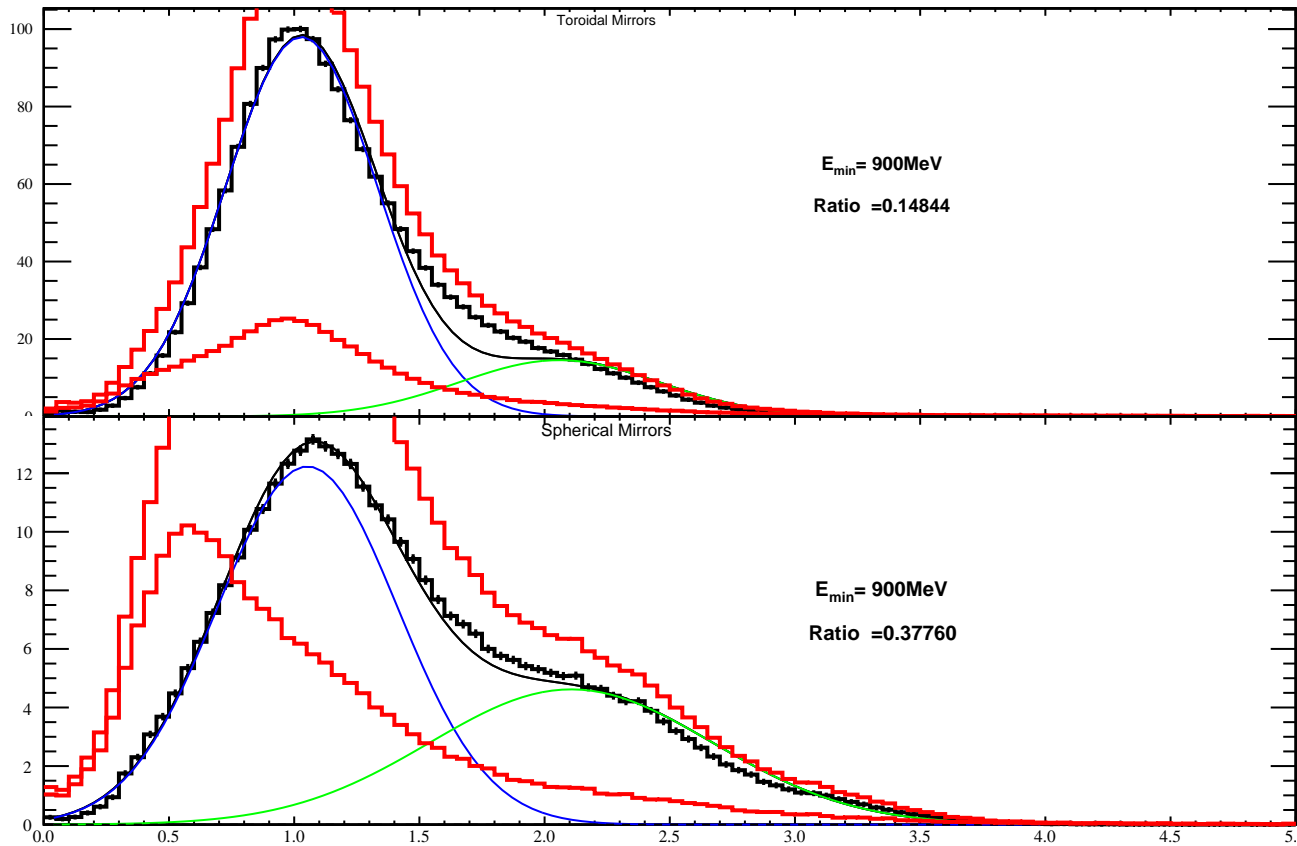 Toroidal Mirrors
100
80
60
40
20
0
E_min= 900MeV
Ratio =0.14844
Spherical Mirrors
12
10
8
6
4
2
0
E_min= 900MeV
Ratio =0.37760
0.0 0.5 1.0 1.5 2.0 2.5 3.0 3.5 4.0 4.5 5.